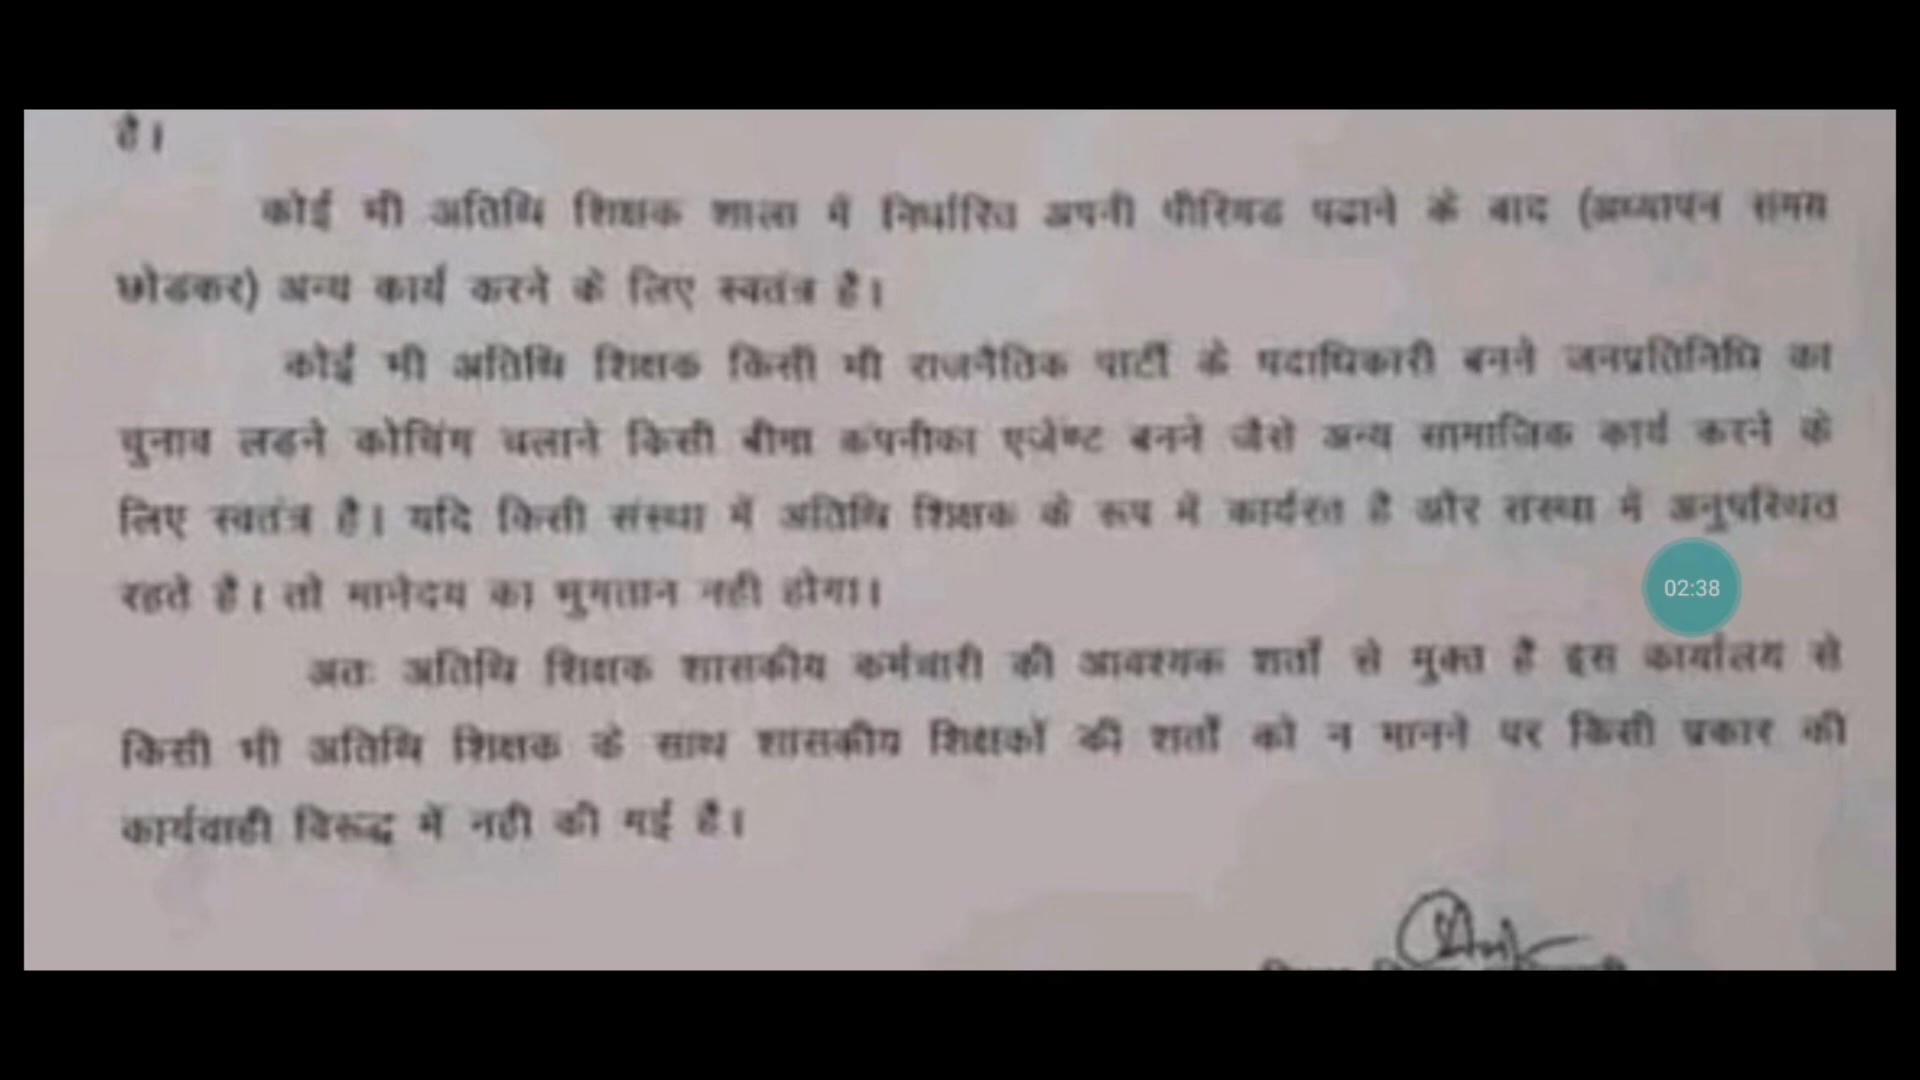 है।
कोई भी अतिथि शिक्षक शाला में निर्धारित अपनी पीरियड पढाने के बाद (अध्यापन समय
छोडकर) अन्य कार्य करने के लिए स्वतंत्र है।
कोई भी अतिथि शिक्षक किसी भी राजनैतिक पार्टी के पदाधिकारी बनने जनप्रतिनिधि का
चुनाव लडने कोचिंग चलाने किसी बीमा कंपनीका एजेंण्ट बनने जैसे अन्य सामाजिक कार्य करने के
लिए स्वतंत्र है। यदि किसी संस्था में अतिथि शिक्षक के रूप में कार्यरत है और संस्था में अनुपस्थित
रहते है। तो मानेदय का भुगतान नही होगा।
02:38
अतः अतिथि शिक्षक शासकीय कर्मचारी की आवश्यक शर्तों से मुक्त है इस कार्यालय से
किसी भी अतिथि शिक्षक के साथ शासकीय शिक्षकों की शर्तों को न मानने पर किसी प्रकार की
कार्यवाही विरूद्ध में नही की गई है।